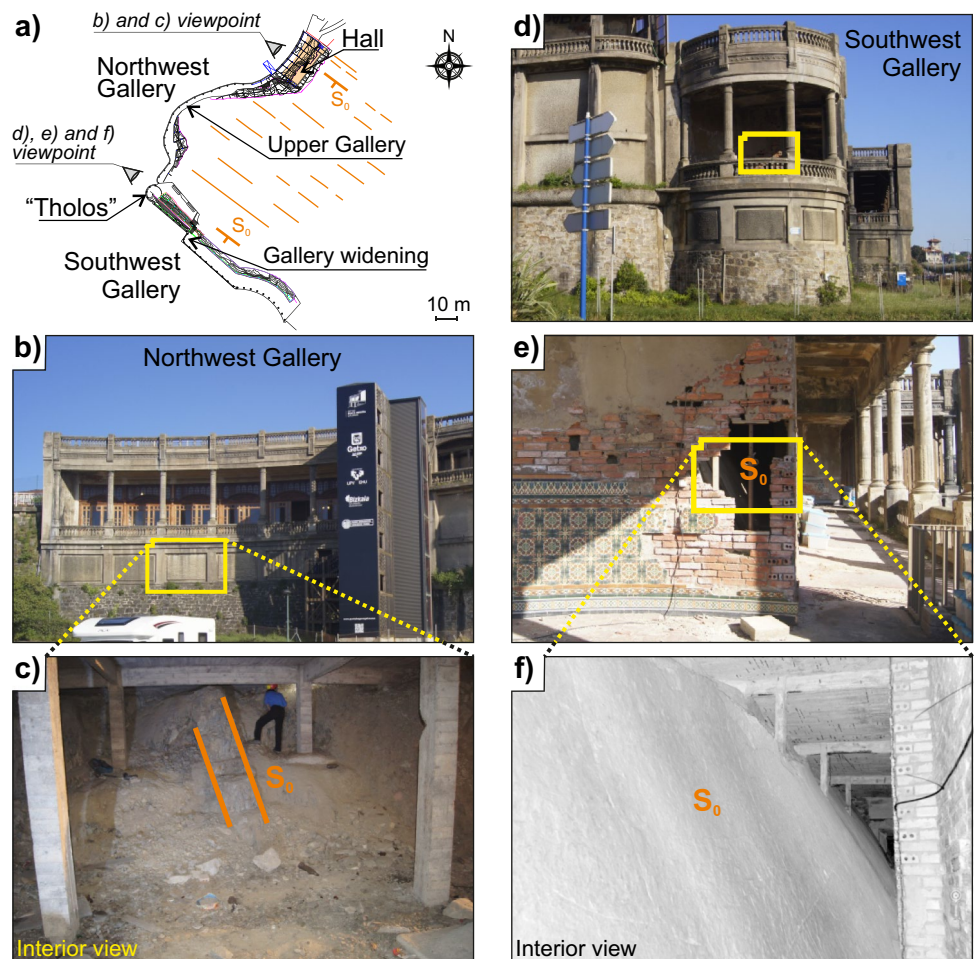 a)
b) and c) viewpoint
Hall
N
Northwest
Gallery
S₀
d), e) and f)
viewpoint
Upper Gallery
"Tholos"
S₀
Gallery widening
Southwest
Gallery
10 m
b)
Northwest Gallery
Getxo
Bizkaia
c)
S₀
Interior view
d)
Southwest
Gallery
e)
S₀
f)
S₀
Interior view